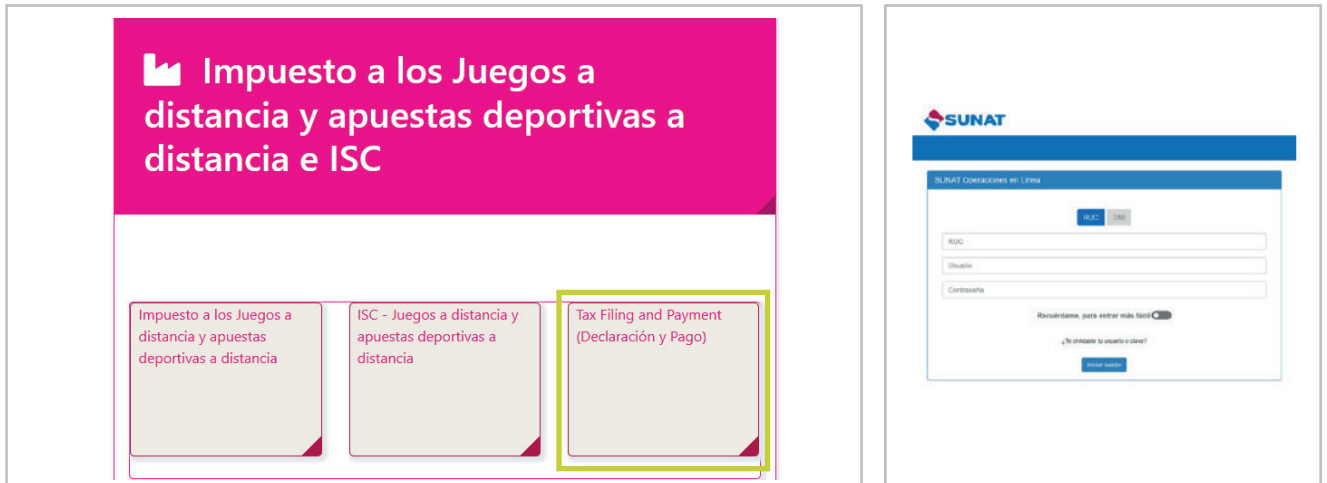 Impuesto a los Juegos a
distancia y apuestas deportivas a
distancia e ISC
Impuesto a los Juegos a
distancia y apuestas
deportivas a distancia
ISC - Juegos a distancia y
apuestas deportivas a
distancia
Tax Filing and Payment
(Declaración y Pago)
SUNAT
SUNAT Operaciones en Línea
RUC DNI
RUC
Usuario
Contraseña
Recuérdame, para entrar más fácil
¿Te olvidaste tu usuario o clave?
Iniciar sesión